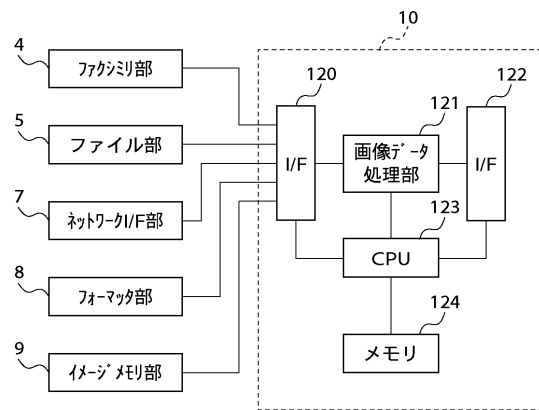 10
4
ﾌｧｸｼﾐﾘ部
120
122
5
121
ファイル部
I/F
画像ﾃﾞｰﾀ
処理部
I/F
7
ﾈｯﾄﾜｰｸI/F部
123
CPU
8
ﾌｫｰﾏｯﾀ部
124
メモリ
9
ｲﾒｰｼﾞﾒﾓﾘ部